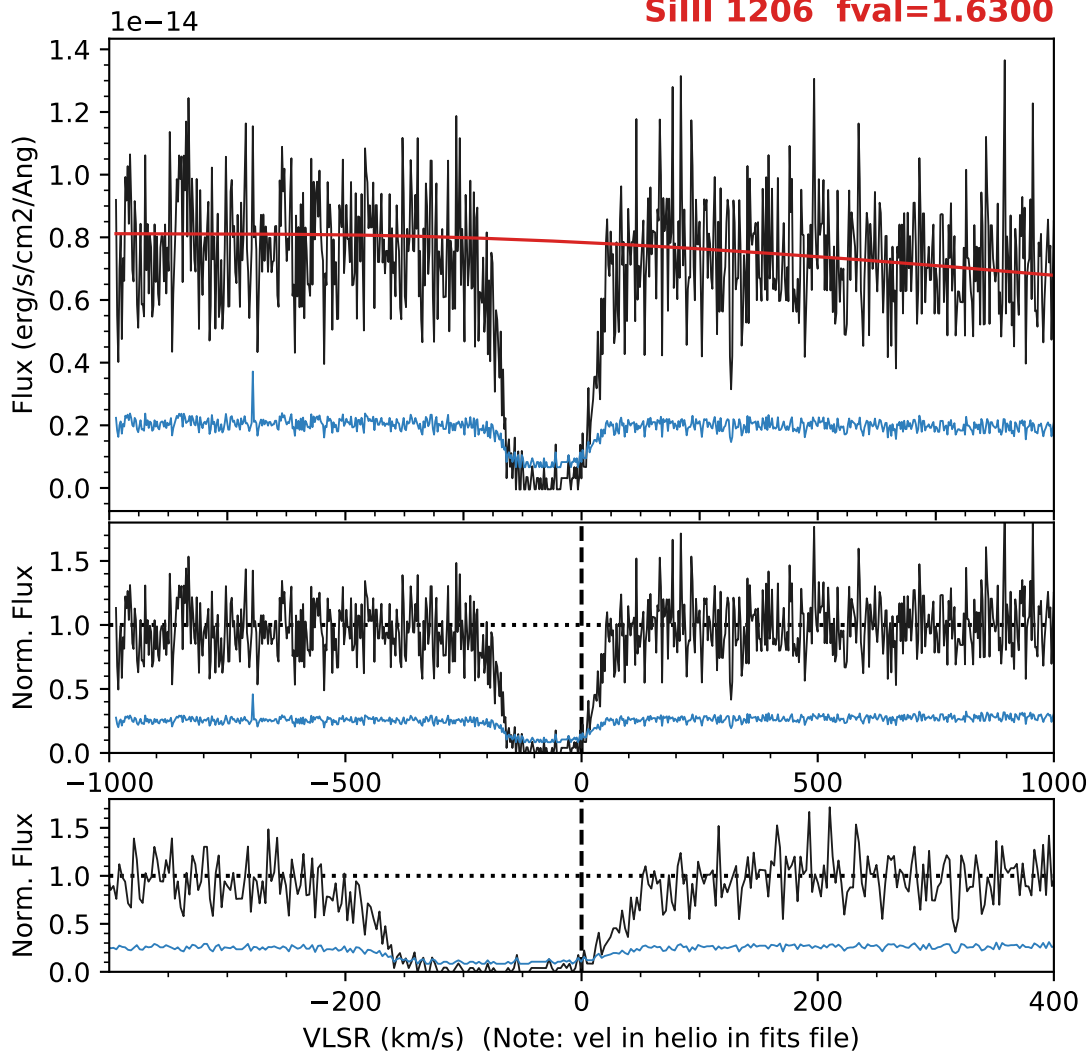 SiIII 1206 fval=1.6300
1e−14
1.4
1.2
1.0
0.8
0.6
0.4
0.2
0.0
Flux (erg/s/cm2/Ang)
1.5
1.0
0.5
0.0
Norm. Flux
−1000 −500 0 500 1000
1.5
1.0
0.5
0.0
Norm. Flux
−200 0 200 400
VLSR (km/s) (Note: vel in helio in fits file)